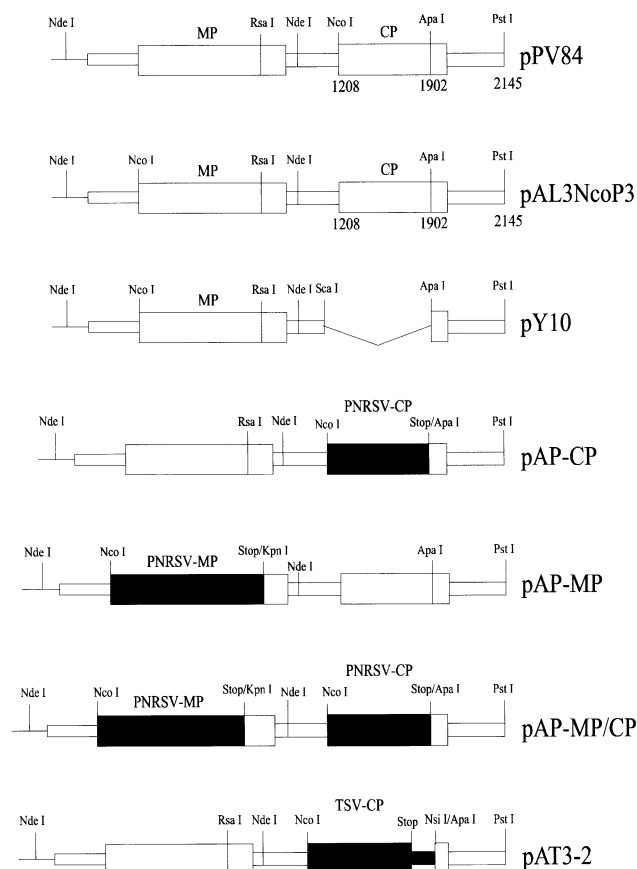 Nde I MP Rsa I Nde I Nco I CP Apa I Pst I
pPV84
1208 1902 2145
Nde I Nco I MP Rsa I Nde I CP Apa I Pst I
pAL3NcoP3
1208 1902 2145
Nde I Nco I MP Rsa I Nde I Sca I Apa I Pst I
pY10
PNRSV-CP
Nde I Rsa I Nde I Nco I Stop/Apa I Pst I
pAP-CP
Nde I Nco I PNRSV-MP Stop/Kpn I Nde I Apa I Pst I
pAP-MP
PNRSV-CP
Nde I Nco I PNRSV-MP Stop/Kpn I Nde I Nco I Stop/Apa I Pst I
pAP-MP/CP
TSV-CP
Nde I Rsa I Nde I Nco I Stop Nsi I/Apa I Pst I
pAT3-2